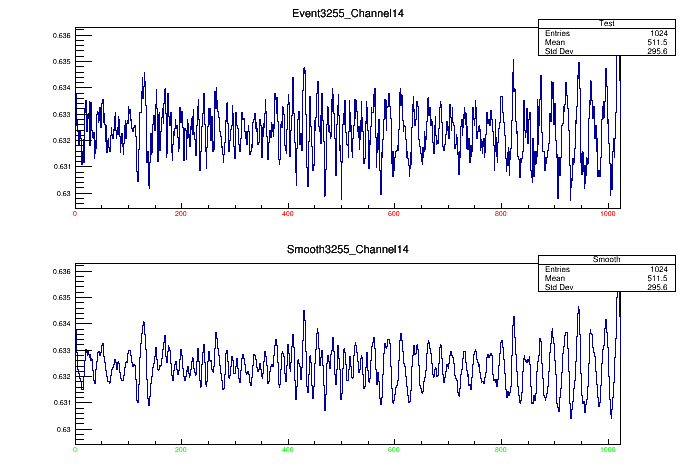 Event3255_Channel14
Test
Entries 1024
Mean 511.5
Std Dev 295.6
0.636
0.635
0.634
0.633
0.632
0.631
0.63
0 200 400 600 800 1000
Smooth3255_Channel14
Smooth
Entries 1024
Mean 511.5
Std Dev 295.6
0.636
0.635
0.634
0.633
0.632
0.631
0.63
0 200 400 600 800 1000